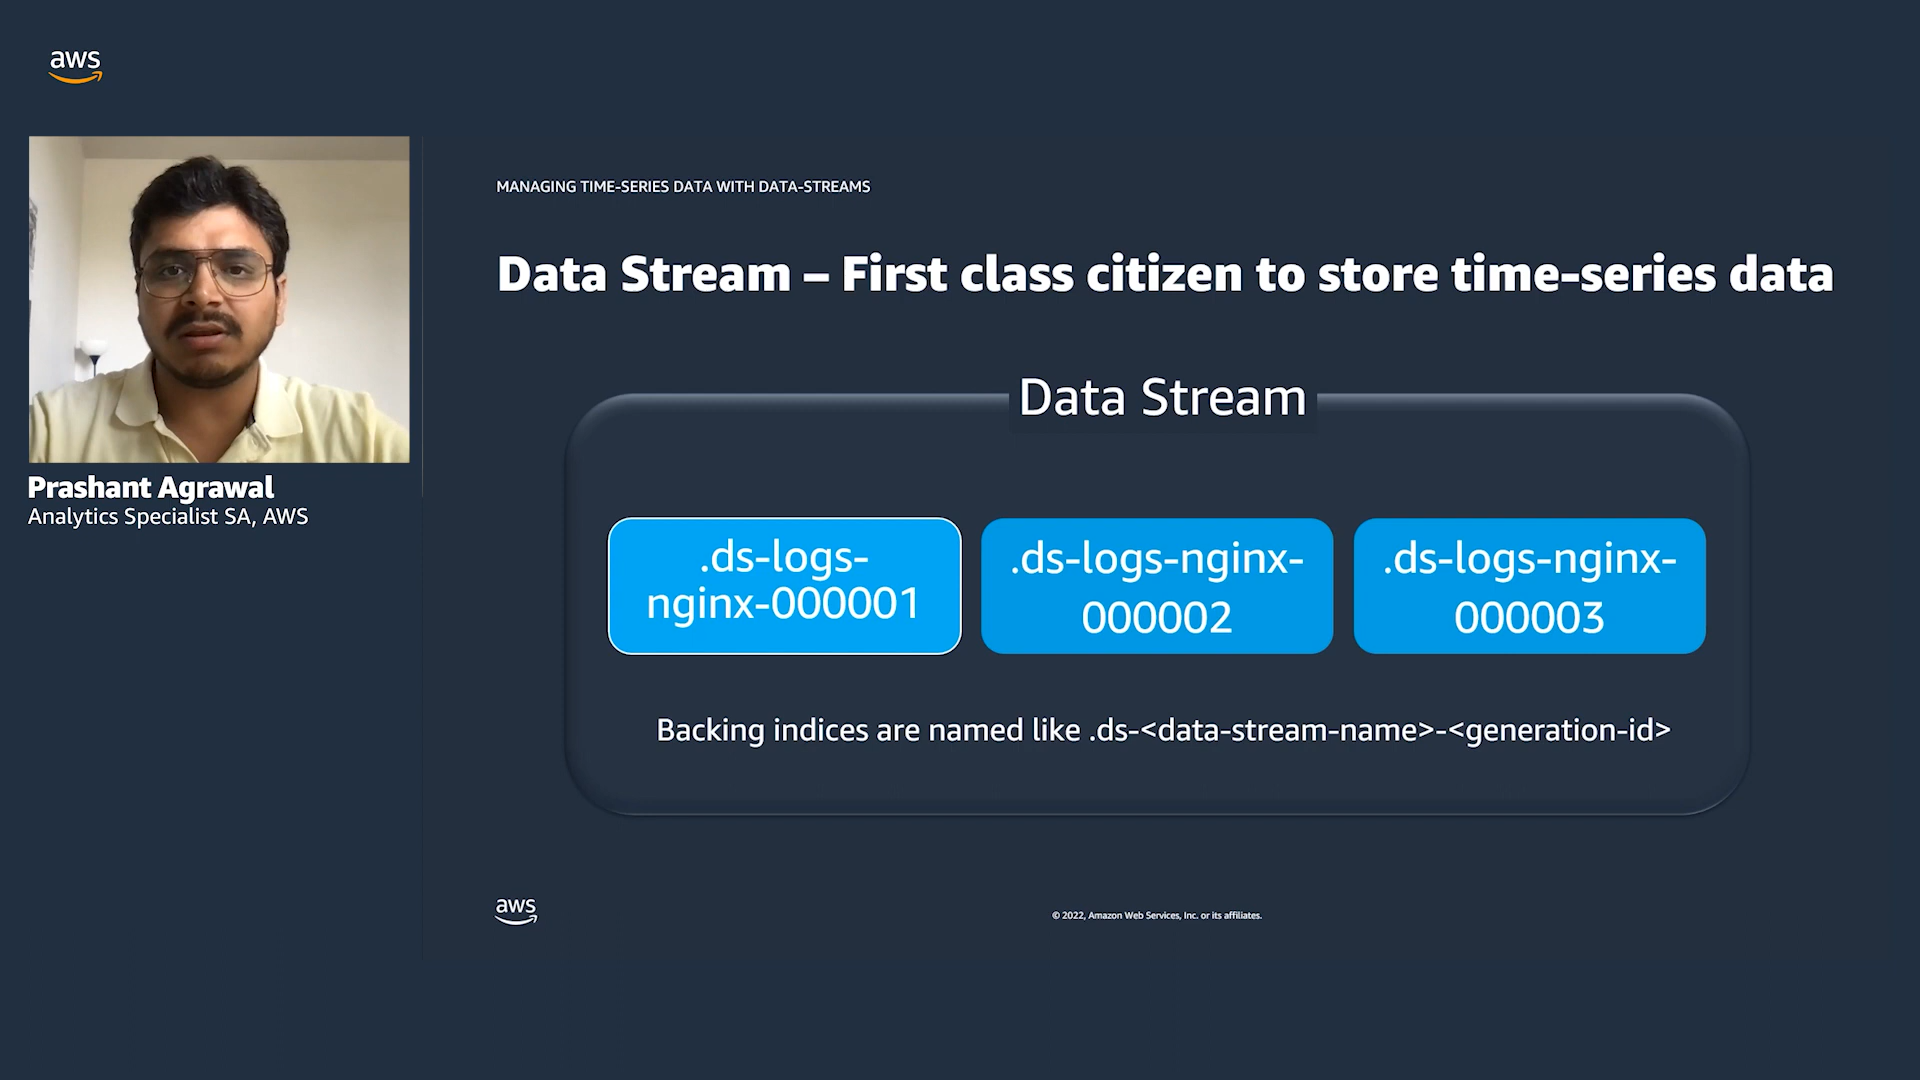 aws
Prashant Agrawal
Analytics Specialist SA, AWS
MANAGING TIME-SERIES DATA WITH DATA-STREAMS
Data Stream – First class citizen to store time-series data
Data Stream
.ds-logs-
nginx-000001
.ds-logs-nginx-
000002
.ds-logs-nginx-
000003
Backing indices are named like .ds-<data-stream-name>-<generation-id>
aws
© 2022, Amazon Web Services, Inc. or its affiliates.